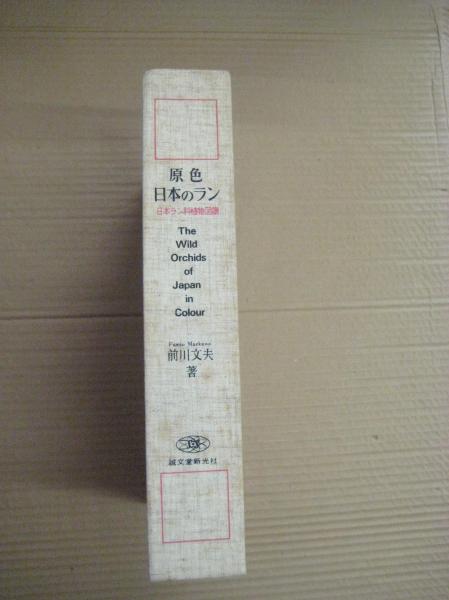 原色
日本のラン
日本ラン科植物図譜
The
Wild
Orchids
of
Japan
in
Colour
Fumio Maekawa
前川文夫
著
誠文堂新光社